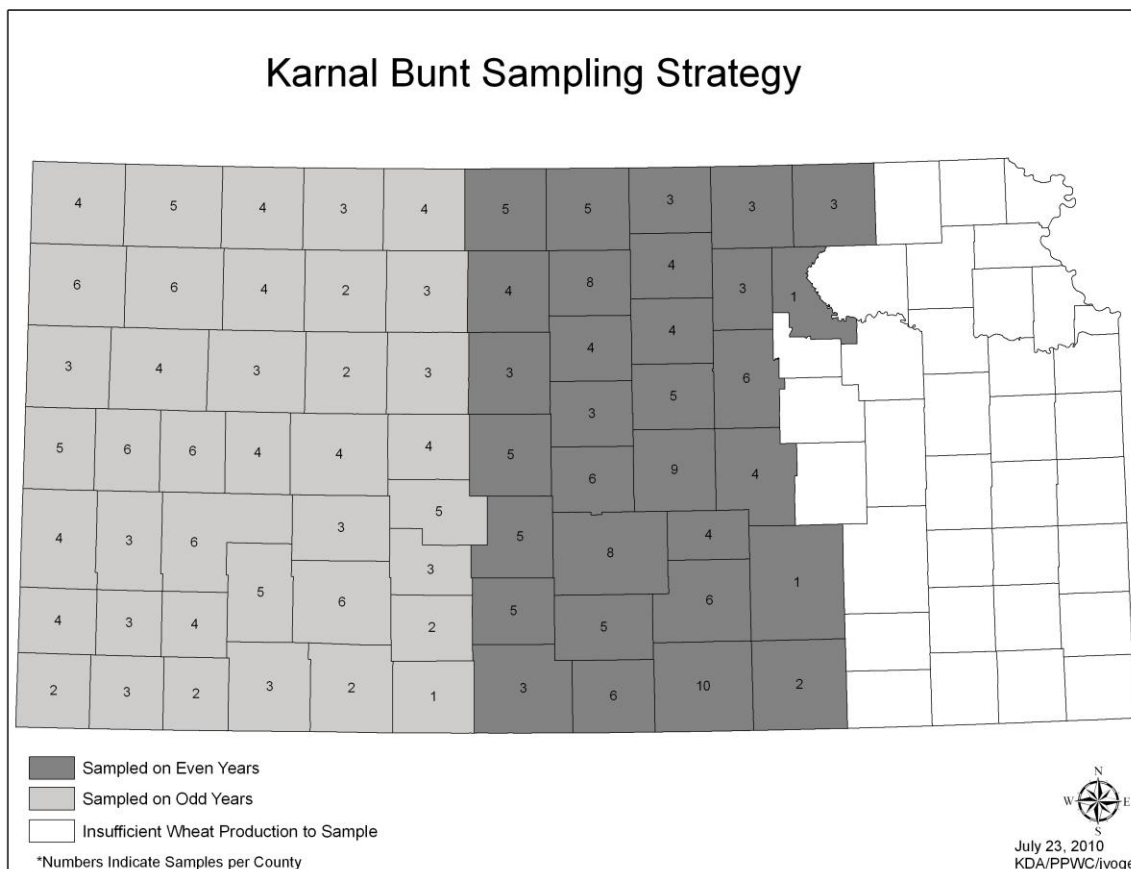 Karnal Bunt Sampling Strategy
4 5 4 3 4 5 5 3 3 3
6 6 4 2 3 4 8 4 3 1
3 4 3 2 3 3 4 4 6
3 5
5 6 6 4 4 4 5 6 9 4
4 3 6 3 5 5 8 4
3 1
4 3 4 5 6 2 5 5 6
2 3 2 3 2 1 3 6 10 2
Sampled on Even Years
Sampled on Odd Years
Insufficient Wheat Production to Sample
*Numbers Indicate Samples per County
N
W E
S
July 23, 2010
KDA/PPWC/jvoge